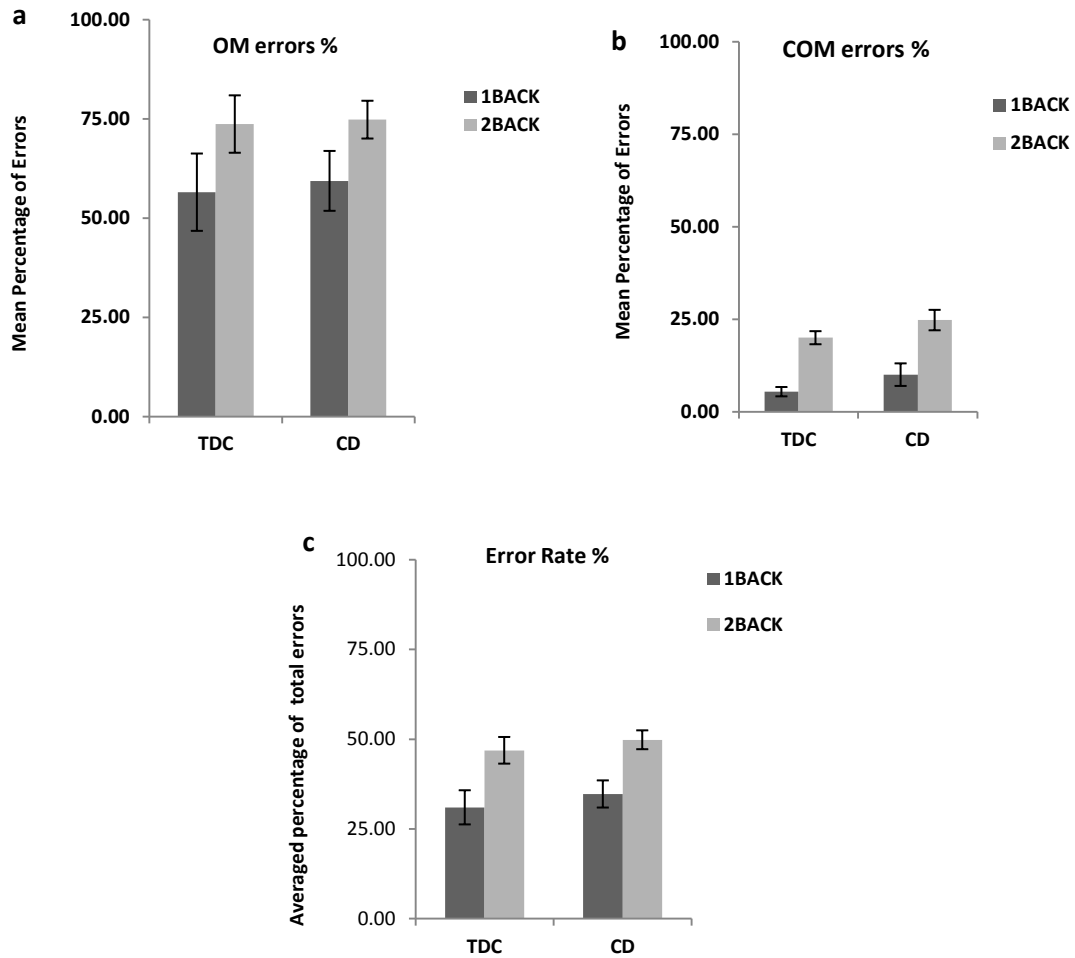 a
OM errors %
Mean Percentage of Errors
100.00
75.00
50.00
25.00
0.00
TDC
CD
1BACK
2BACK
b
COM errors %
Mean Percentage of Errors
100.00
75.00
50.00
25.00
0.00
TDC
CD
1BACK
2BACK
c
Error Rate %
Averaged percentage of total errors
100.00
75.00
50.00
25.00
0.00
TDC
CD
1BACK
2BACK